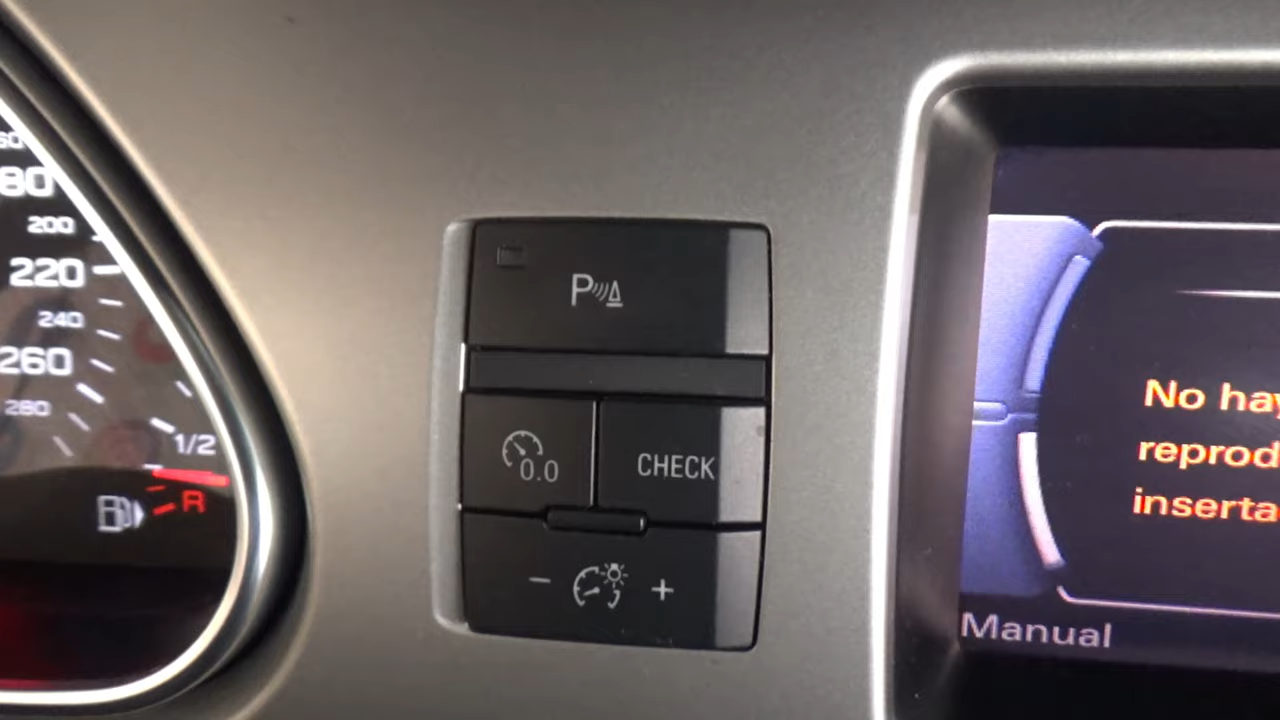 80
200
220
240
260
280
1/2
R
P
0.0
CHECK
- +
No hay
reprod
inserta
Manual